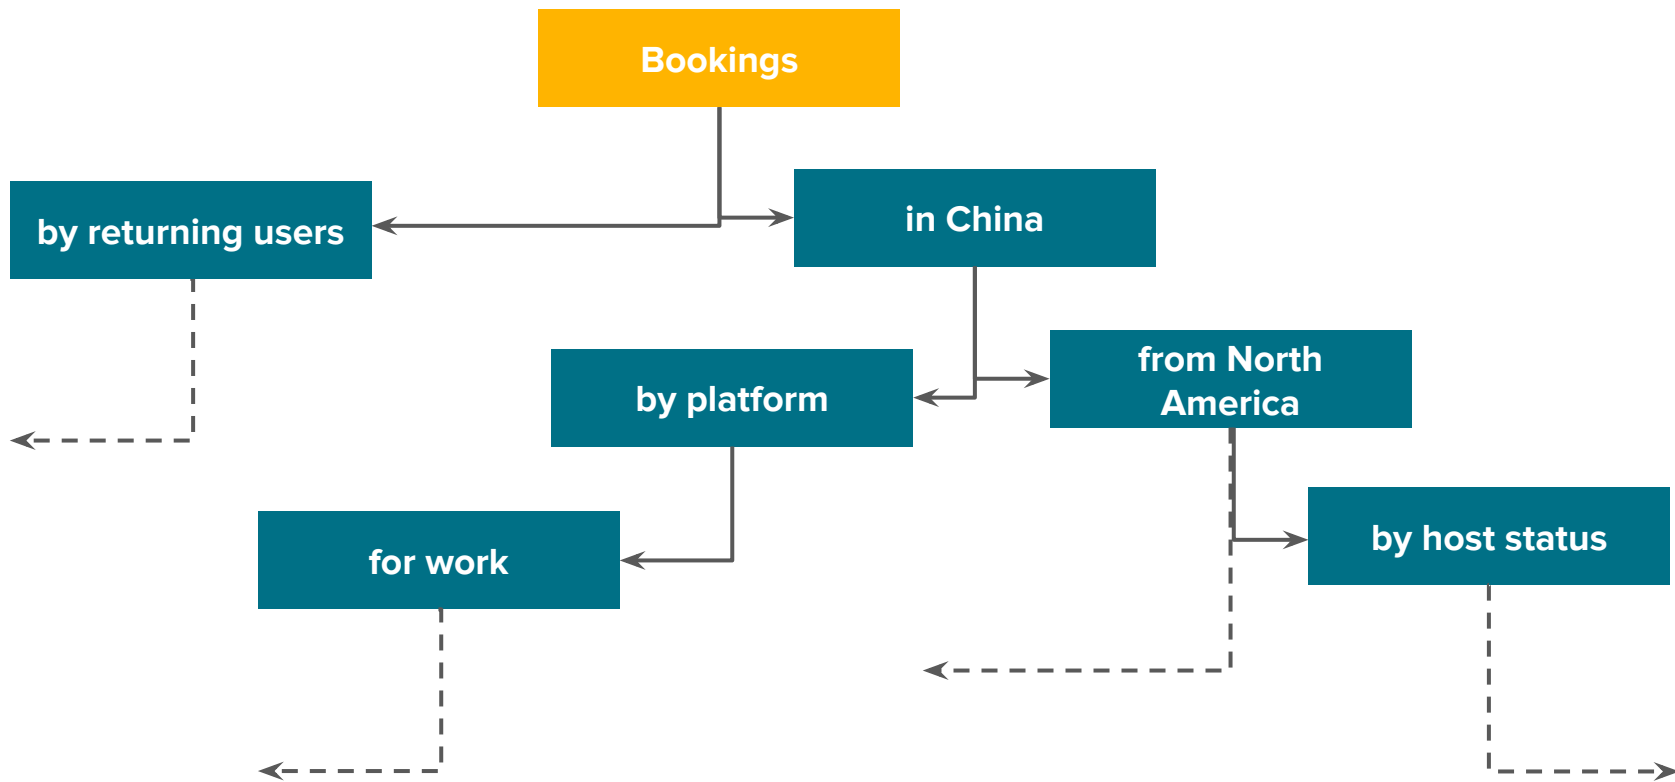 Bookings
by returning users
in China
by platform
from North
America
for work
by host status